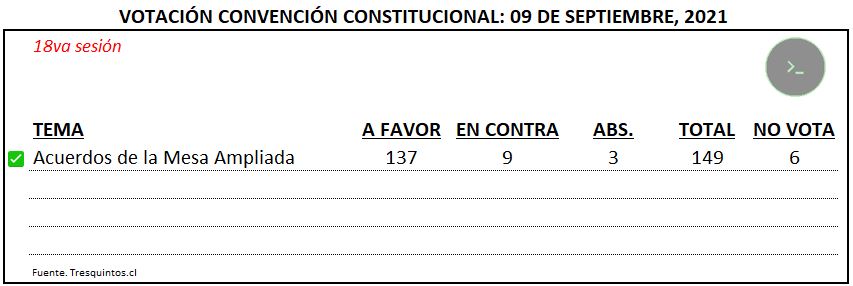 VOTACIÓN CONVENCIÓN CONSTITUCIONAL: 09 DE SEPTIEMBRE, 2021
18va sesión
>_
TEMA A FAVOR EN CONTRA ABS. TOTAL NO VOTA
Acuerdos de la Mesa Ampliada 137 9 3 149 6
Fuente. Tresquintos.cl